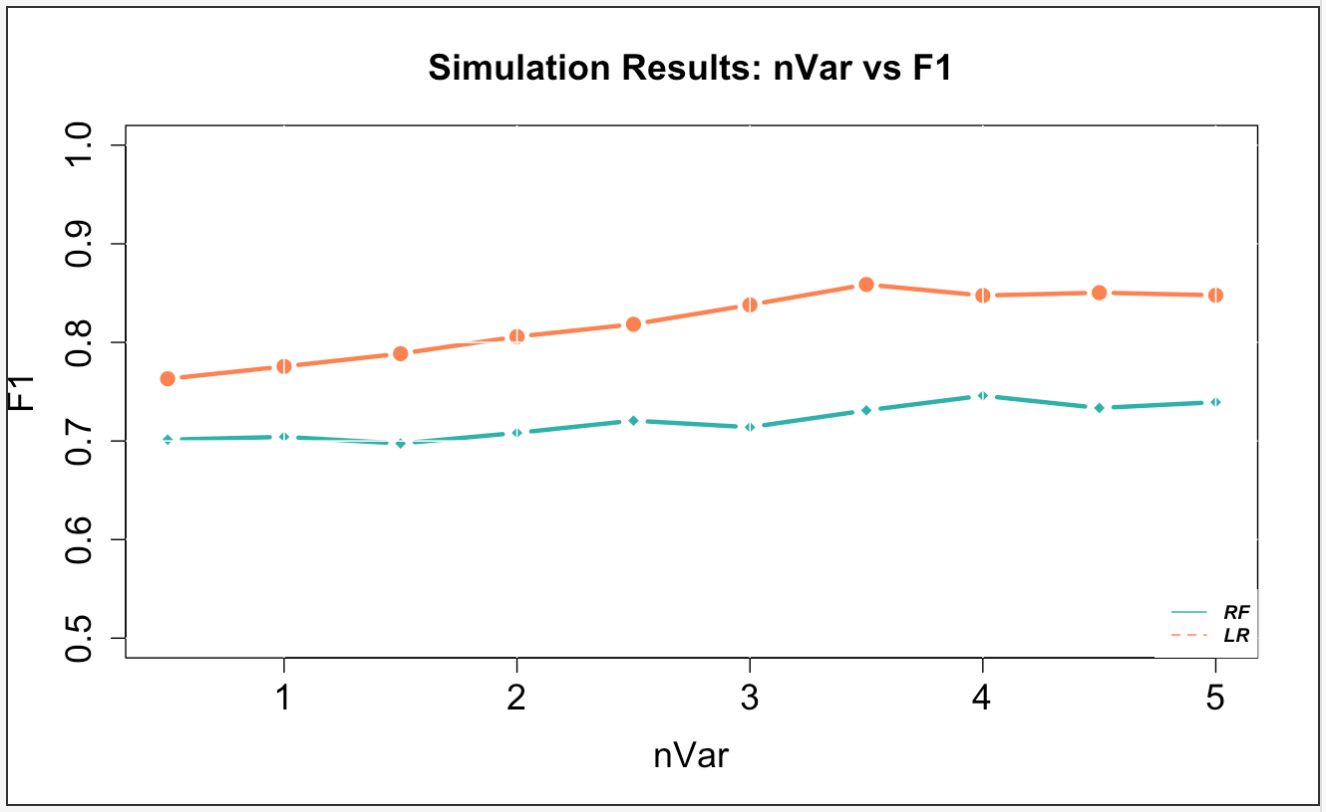 Simulation Results: nVar vs F1
1.0
0.9
0.8
0.7
0.6
0.5
F1
1 2 3 4 5
nVar
RF
LR